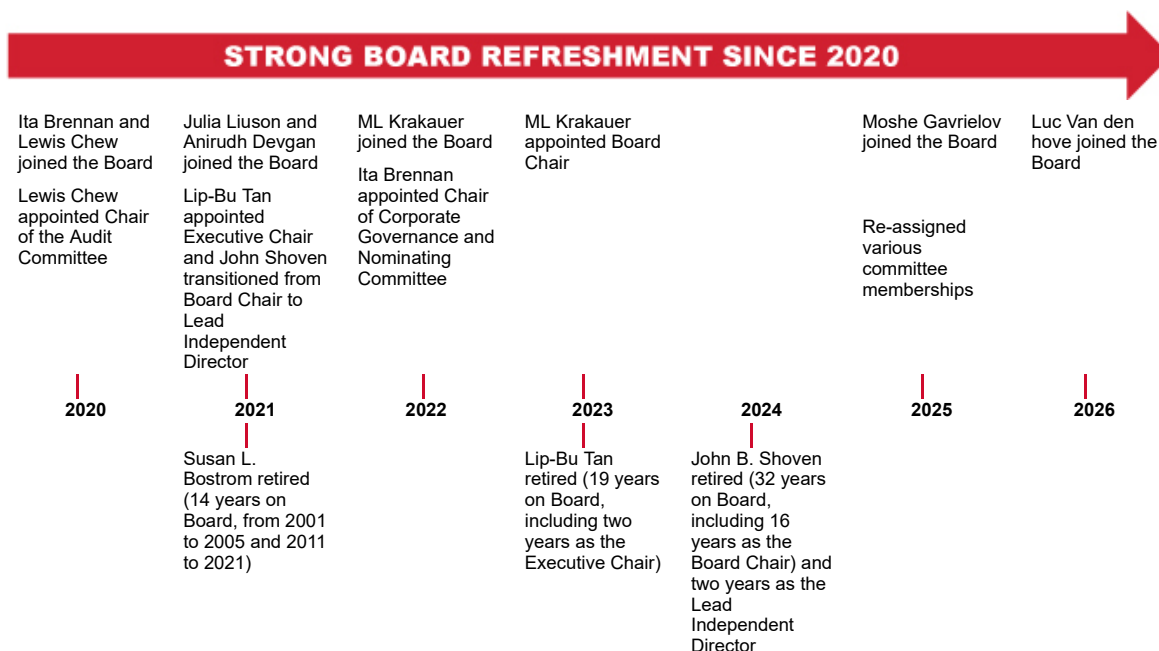 STRONG BOARD REFRESHMENT SINCE 2020
Ita Brennan and
Lewis Chew
joined the Board
Lewis Chew
appointed Chair
of the Audit
Committee
Julia Liuson and
Anirudh Devgan
joined the Board
Lip-Bu Tan
appointed
Executive Chair
and John Shoven
transitioned from
Board Chair to
Lead
Independent
Director
ML Krakauer
joined the Board
Ita Brennan
appointed Chair
of Corporate
Governance and
Nominating
Committee
ML Krakauer
appointed Board
Chair
Moshe Gavrielov
joined the Board
Re-assigned
various
committee
memberships
Luc Van den
hove joined the
Board
2020
2021
2022
2023
2024
2025
2026
Susan L.
Bostrom retired
(14 years on
Board, from 2001
to 2005 and 2011
to 2021)
Lip-Bu Tan
retired (19 years
on Board,
including two
years as the
Executive Chair)
John B. Shoven
retired (32 years
on Board,
including 16
years as the
Board Chair) and
two years as the
Lead
Independent
Director